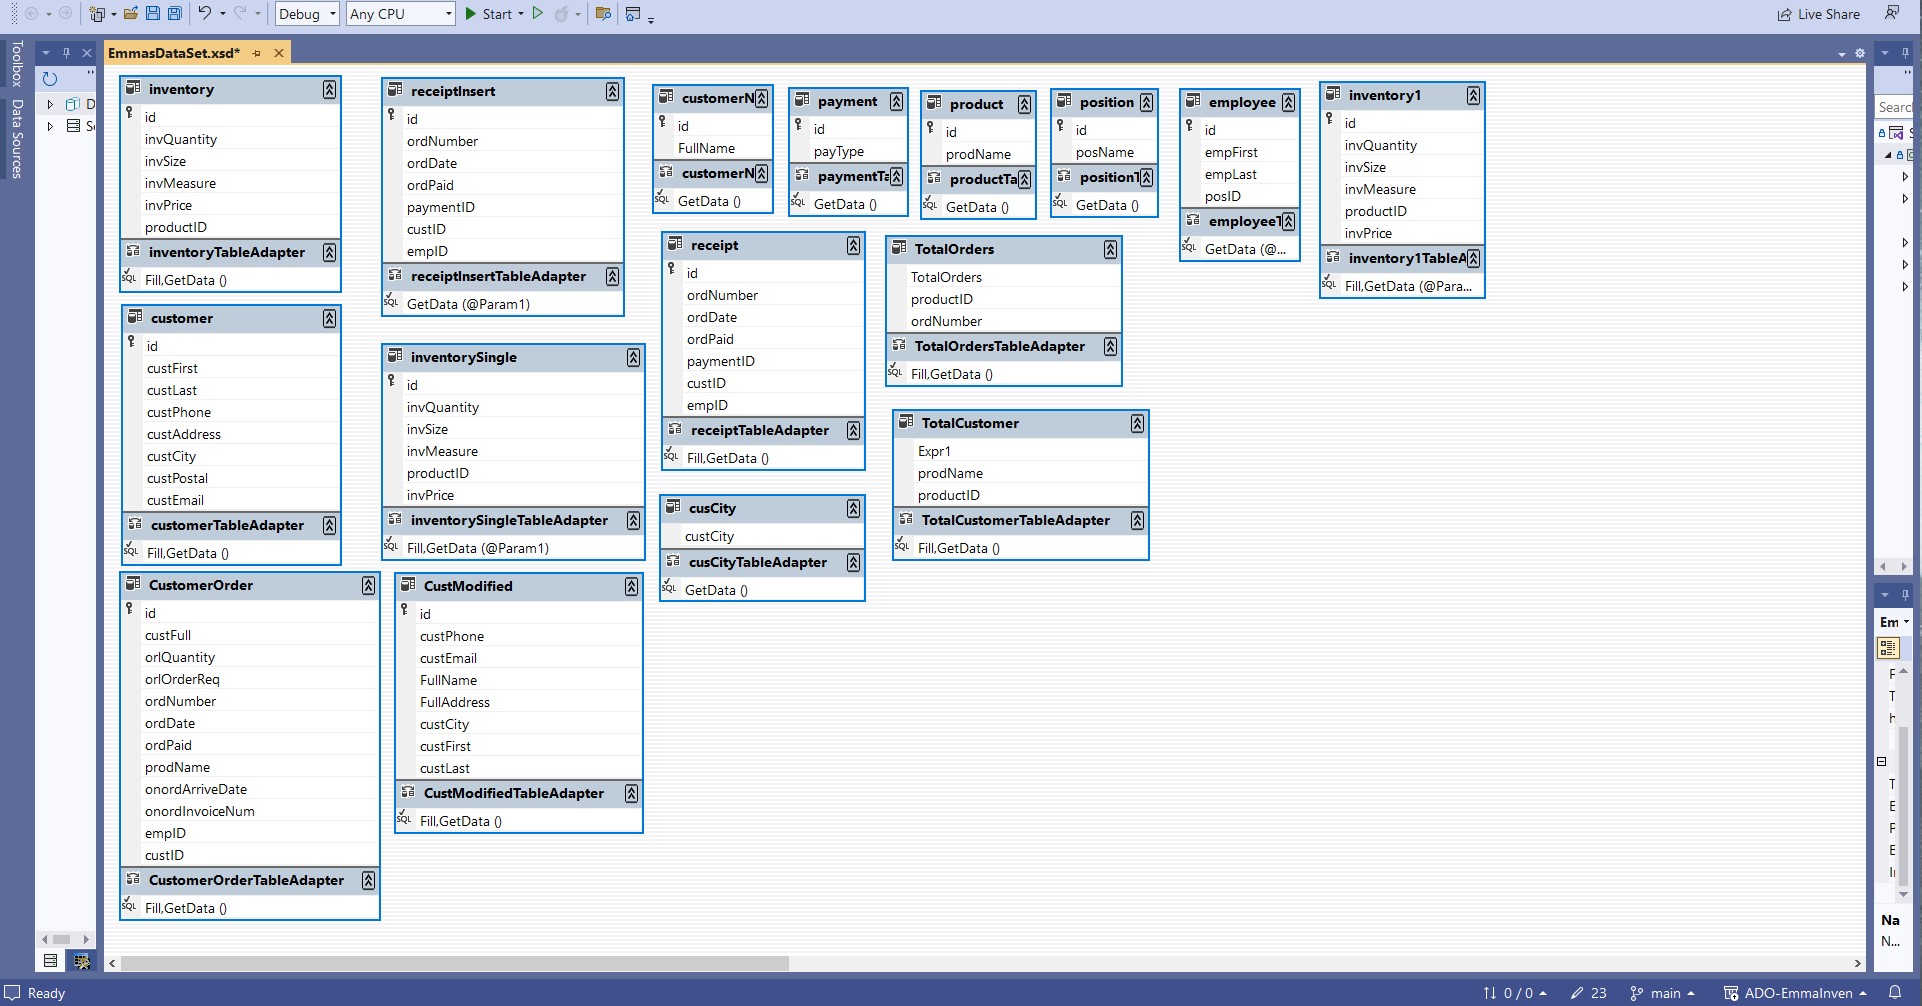 Debug
Any CPU
Start
Live Share
Toolbox
Data Sources
EmmasDataSet.xsd*
inventory
id
invQuantity
invSize
invMeasure
invPrice
productID
inventoryTableAdapter
Fill,GetData ()
customer
id
custFirst
custLast
custPhone
custAddress
custCity
custPostal
custEmail
customerTableAdapter
Fill,GetData ()
CustomerOrder
id
custFull
orlQuantity
orlOrderReq
ordNumber
ordDate
ordPaid
prodName
onordArriveDate
onordInvoiceNum
empID
custID
CustomerOrderTableAdapter
Fill,GetData ()
receiptInsert
id
ordNumber
ordDate
ordPaid
paymentID
custID
empID
receiptInsertTableAdapter
GetData (@Param1)
inventorySingle
id
invQuantity
invSize
invMeasure
productID
invPrice
inventorySingleTableAdapter
Fill,GetData (@Param1)
CustModified
id
custPhone
custEmail
FullName
FullAddress
custCity
custFirst
custLast
CustModifiedTableAdapter
Fill,GetData ()
customerN
id
FullName
customerN
GetData ()
payment
id
payType
paymentTa
GetData ()
product
id
prodName
productTa
GetData ()
position
id
posName
positionT
GetData ()
employee
id
empFirst
empLast
posID
employeeT
GetData (@...
inventory1
id
invQuantity
invSize
invMeasure
productID
invPrice
inventory1TableA
Fill,GetData (@Para...
receipt
id
ordNumber
ordDate
ordPaid
paymentID
custID
empID
receiptTableAdapter
Fill,GetData ()
TotalOrders
TotalOrders
productID
ordNumber
TotalOrdersTableAdapter
Fill,GetData ()
TotalCustomer
Expr1
prodName
productID
TotalCustomerTableAdapter
Fill,GetData ()
cusCity
custCity
cusCityTableAdapter
GetData ()
Searc
Em
Na
N...
Ready
0 / 0
23
main
ADO-EmmaInven